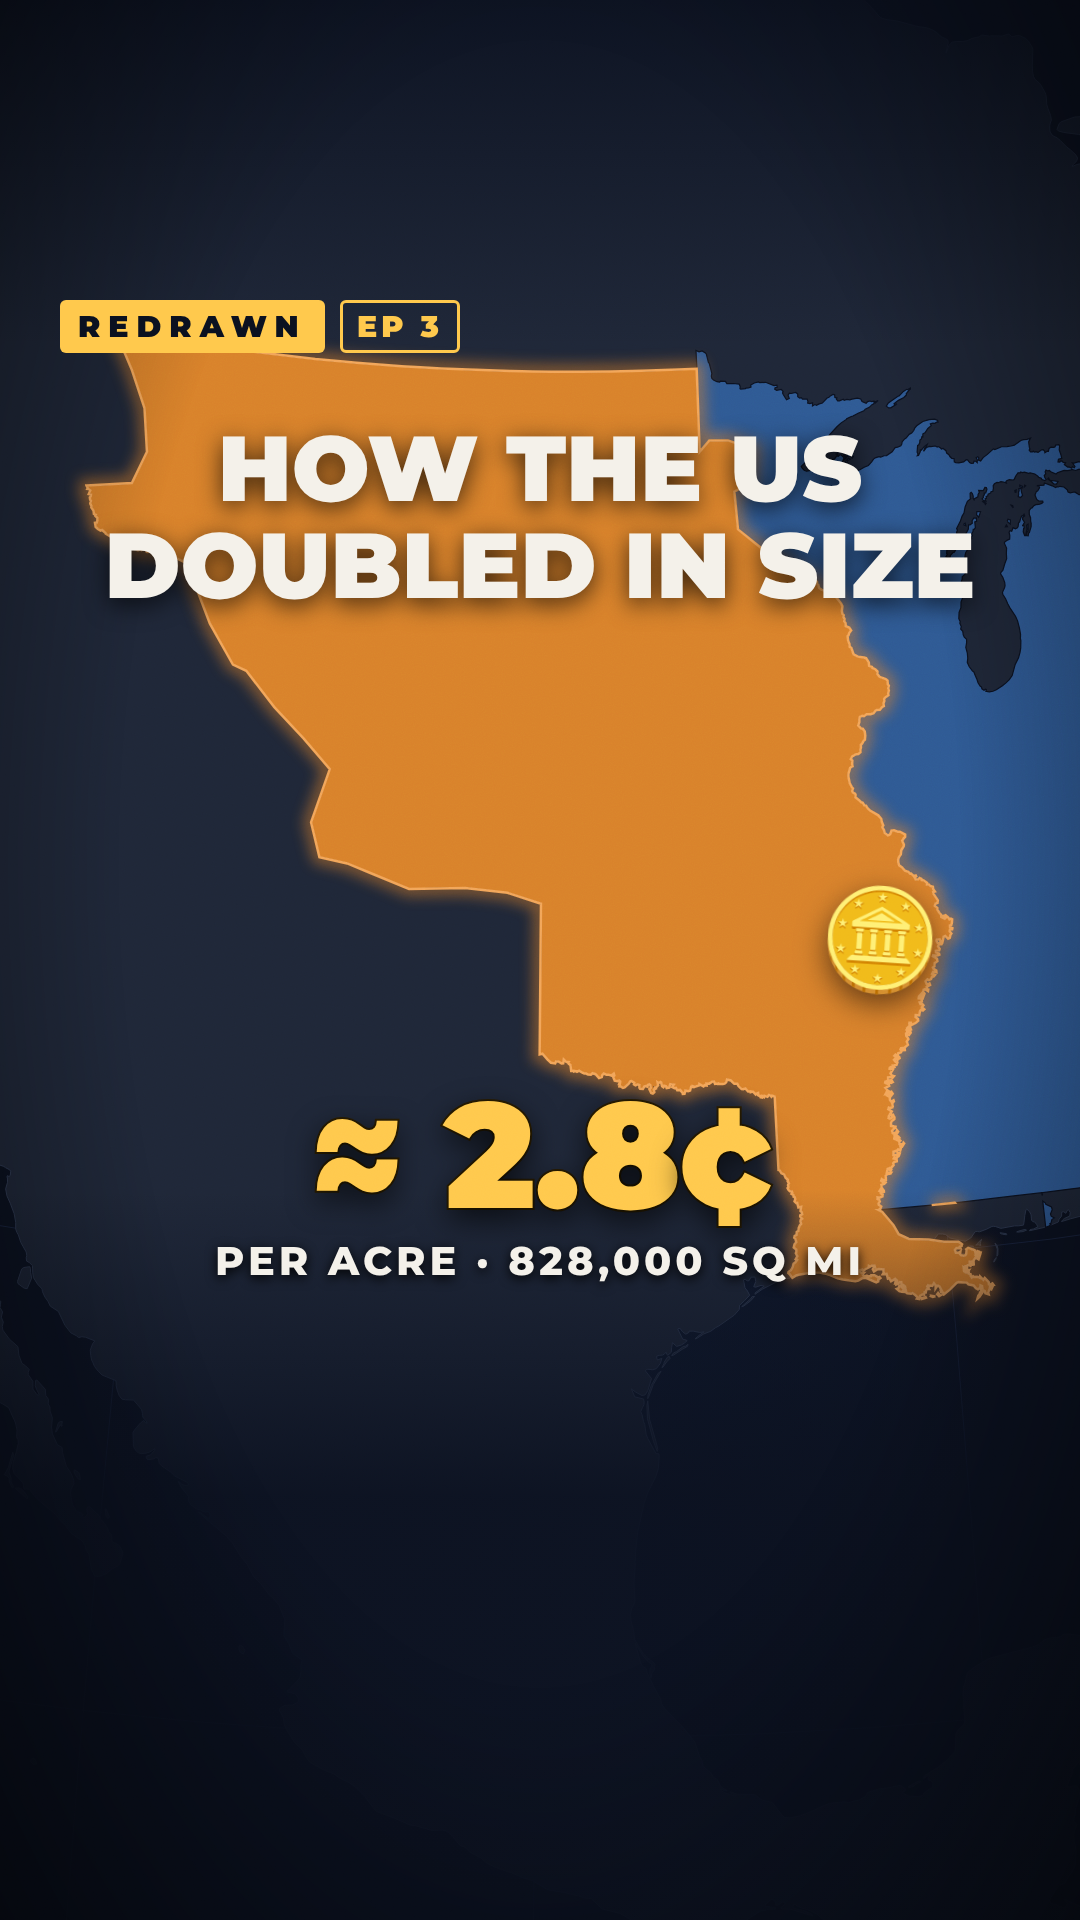 REDRAWN EP 3
HOW THE US
DOUBLED IN SIZE
≈ 2.8¢
PER ACRE · 828,000 SQ MI